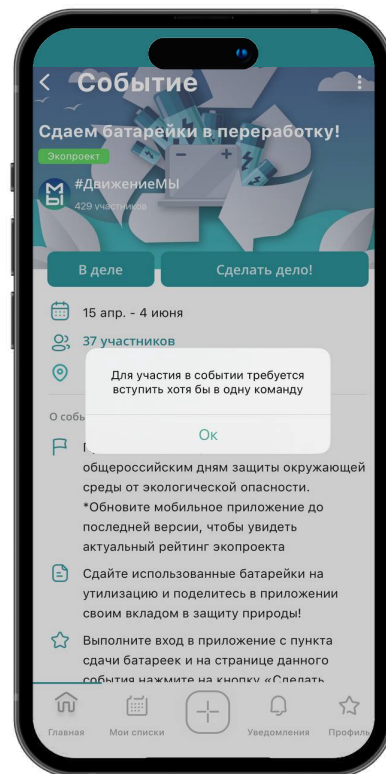 Событие
Сдаем батарейки в переработку!
Экопроект
#ДвижениеМЫ
429 участников
В деле
Сделать дело!
15 апр. - 4 июня
37 участников
Для участия в событии требуется
вступить хотя бы в одну команду
Ок
О собы
общероссийским дням защиты окружающей
среды от экологической опасности.
*Обновите мобильное приложение до
последней версии, чтобы увидеть
актуальный рейтинг экопроекта
Сдайте использованные батарейки на
утилизацию и поделитесь в приложении
своим вкладом в защиту природы!
Выполните вход в приложение с пункта
сдачи батареек и на странице данного
события нажмите на кнопку «Сделать
Главная
Мои списки
Уведомления
Профиль